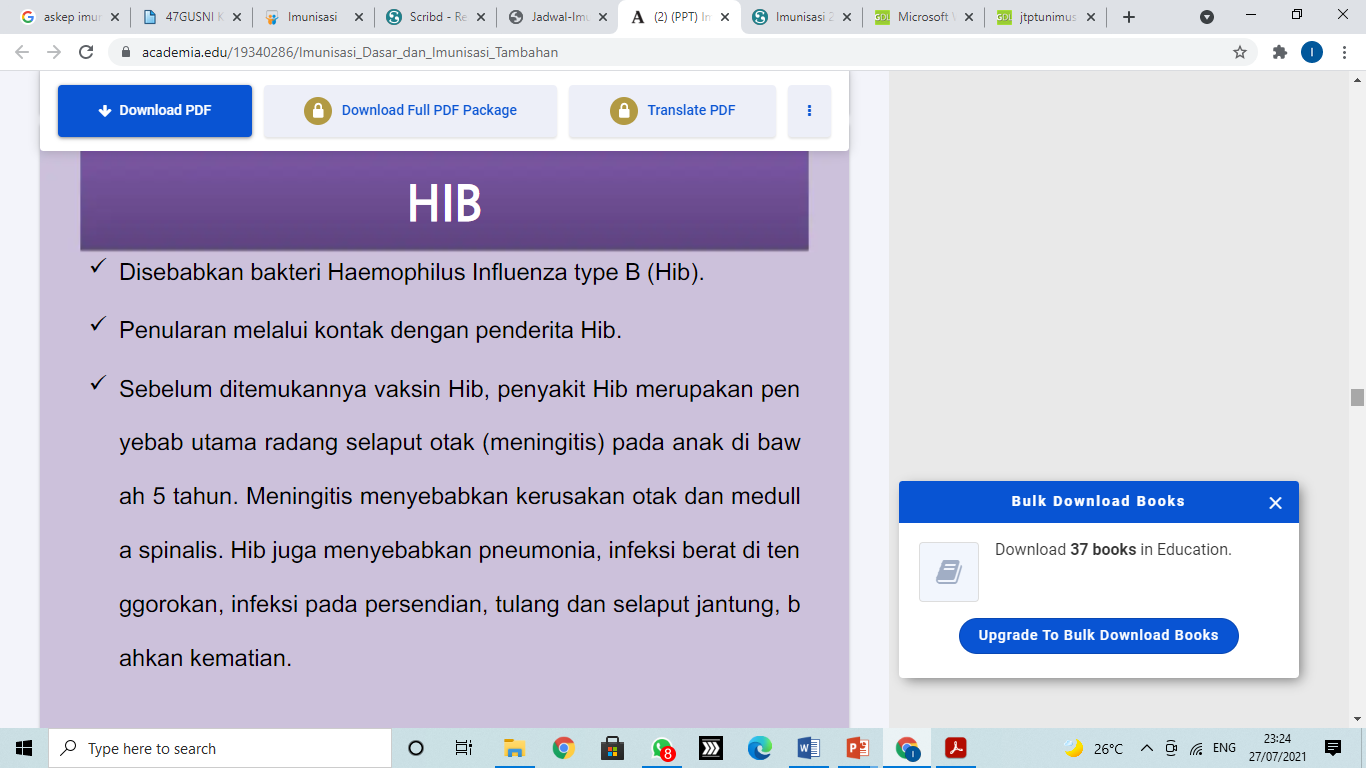 askep imu
47GUSNI K
Imunisasi
Scribd - Re
Jadwal-Imu
(2) (PPT) Im
Imunisasi 2
Microsoft W
jtptunimus
academia.edu/19340286/Imunisasi_Dasar_dan_Imunisasi_Tambahan
I
Download PDF
Download Full PDF Package
Translate PDF
HIB
✓ Disebabkan bakteri Haemophilus Influenza type B (Hib).
✓ Penularan melalui kontak dengan penderita Hib.
✓ Sebelum ditemukannya vaksin Hib, penyakit Hib merupakan pen
yebab utama radang selaput otak (meningitis) pada anak di baw
ah 5 tahun. Meningitis menyebabkan kerusakan otak dan medull
a spinalis. Hib juga menyebabkan pneumonia, infeksi berat di ten
ggorokan, infeksi pada persendian, tulang dan selaput jantung, b
ahkan kematian.
Bulk Download Books
Download 37 books in Education.
Upgrade To Bulk Download Books
Type here to search
8
26°C
ENG
23:24
27/07/2021